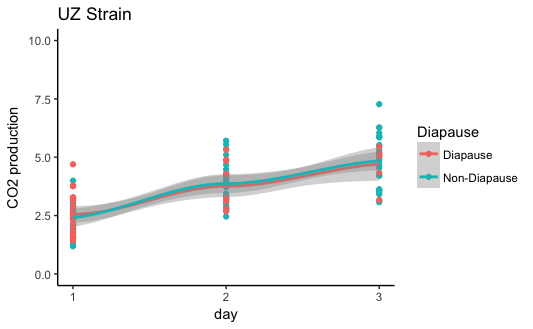 UZ Strain
10.0
7.5
5.0
2.5
0.0
CO2 production
1 2 3
day
Diapause
Diapause
Non-Diapause